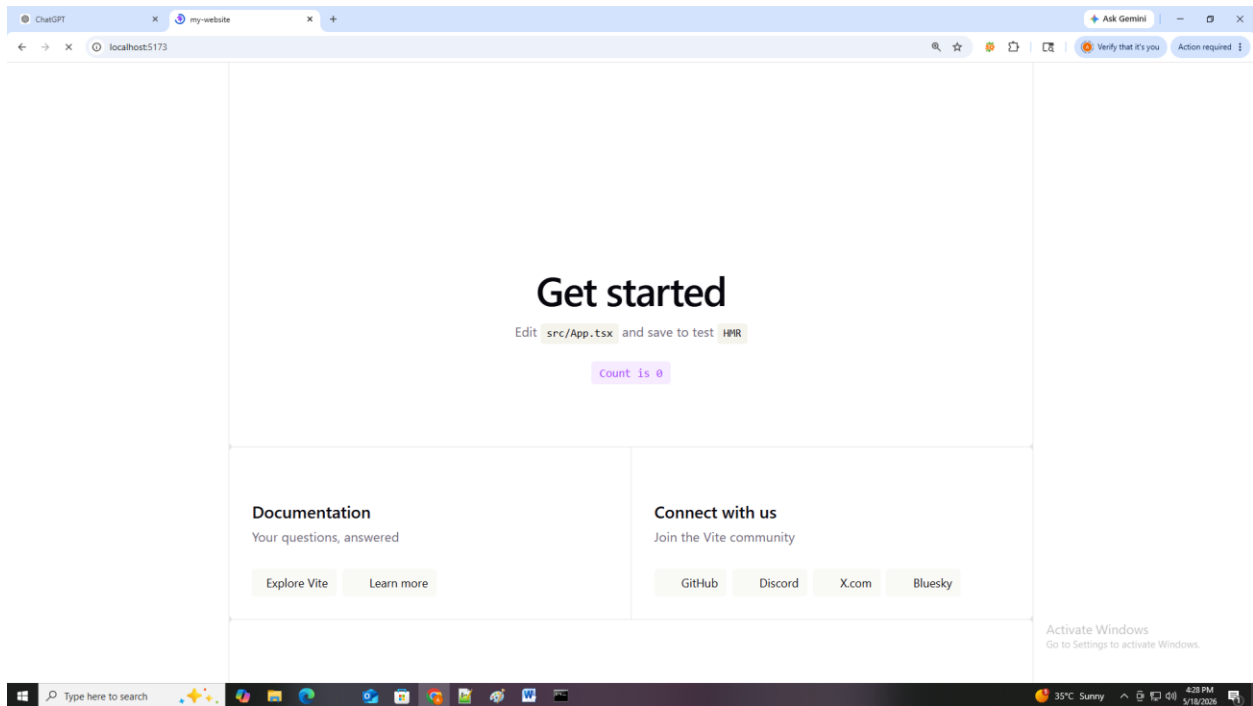 ChatGPT
my-website
Ask Gemini
localhost:5173
Verify that it's you
Action required
Get started
Edit src/App.tsx and save to test HMR
Count is 0
Documentation
Your questions, answered
Explore Vite
Learn more
Connect with us
Join the Vite community
GitHub
Discord
X.com
Bluesky
Activate Windows
Go to Settings to activate Windows.
Type here to search
35°C Sunny
4:28 PM
5/18/2026